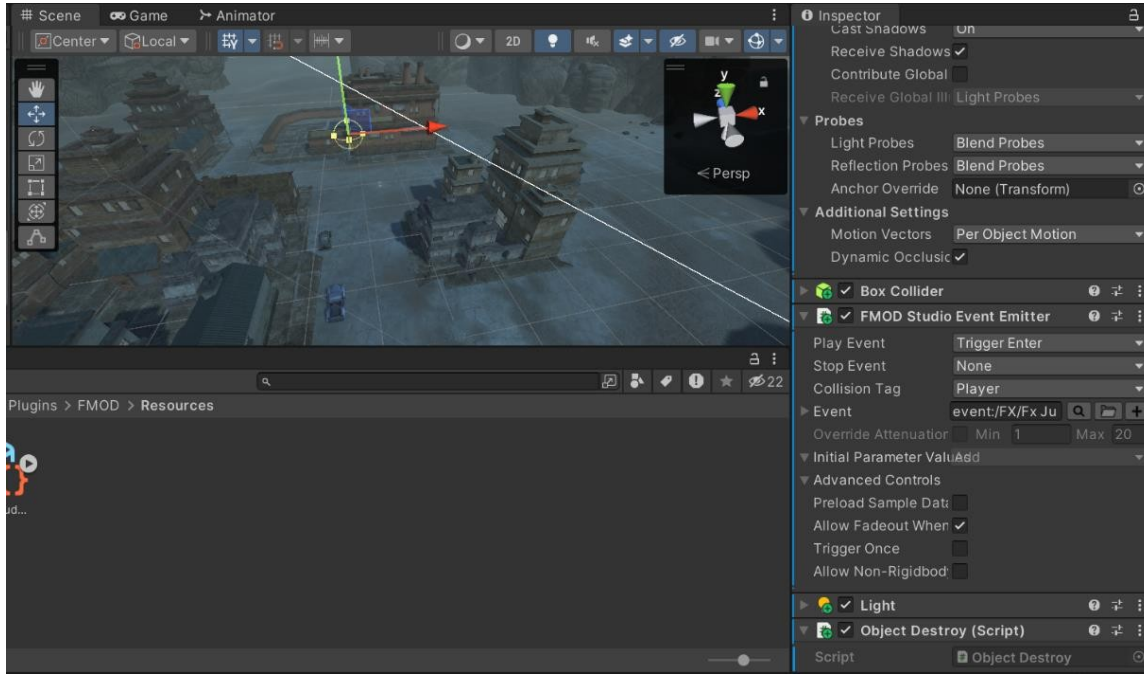 Scene Game Animator
Inspector
Center Local 2D
Cast Shadows On
Receive Shadows
Contribute Global
Receive Global Ill Light Probes
y
z
x
Persp
Probes
Light Probes Blend Probes
Reflection Probes Blend Probes
Anchor Override None (Transform)
Additional Settings
Motion Vectors Per Object Motion
Dynamic Occlusic
Box Collider
FMOD Studio Event Emitter
Play Event Trigger Enter
Stop Event None
Collision Tag Player
Event event:/FX/Fx Ju
Override Attenuation Min 1 Max 20
Initial Parameter Valu Add
Advanced Controls
Preload Sample Data
Allow Fadeout When
Trigger Once
Allow Non-Rigidbod
Light
Object Destroy (Script)
Script Object Destroy
22
Plugins > FMOD > Resources
ud...